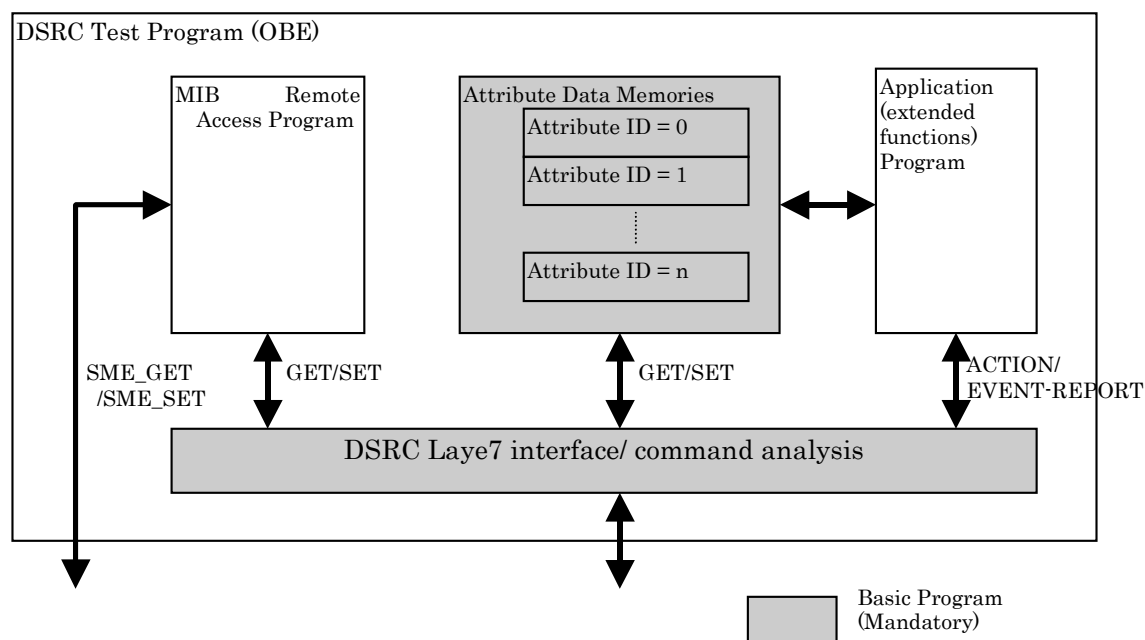 DSRC Test Program (OBE)
MIB Remote
Access Program
Attribute Data Memories
Attribute ID = 0
Attribute ID = 1
Attribute ID = n
Application
(extended
functions)
Program
SME_GET
/SME_SET
GET/SET
GET/SET
ACTION/
EVENT-REPORT
DSRC Laye7 interface/ command analysis
Basic Program
(Mandatory)